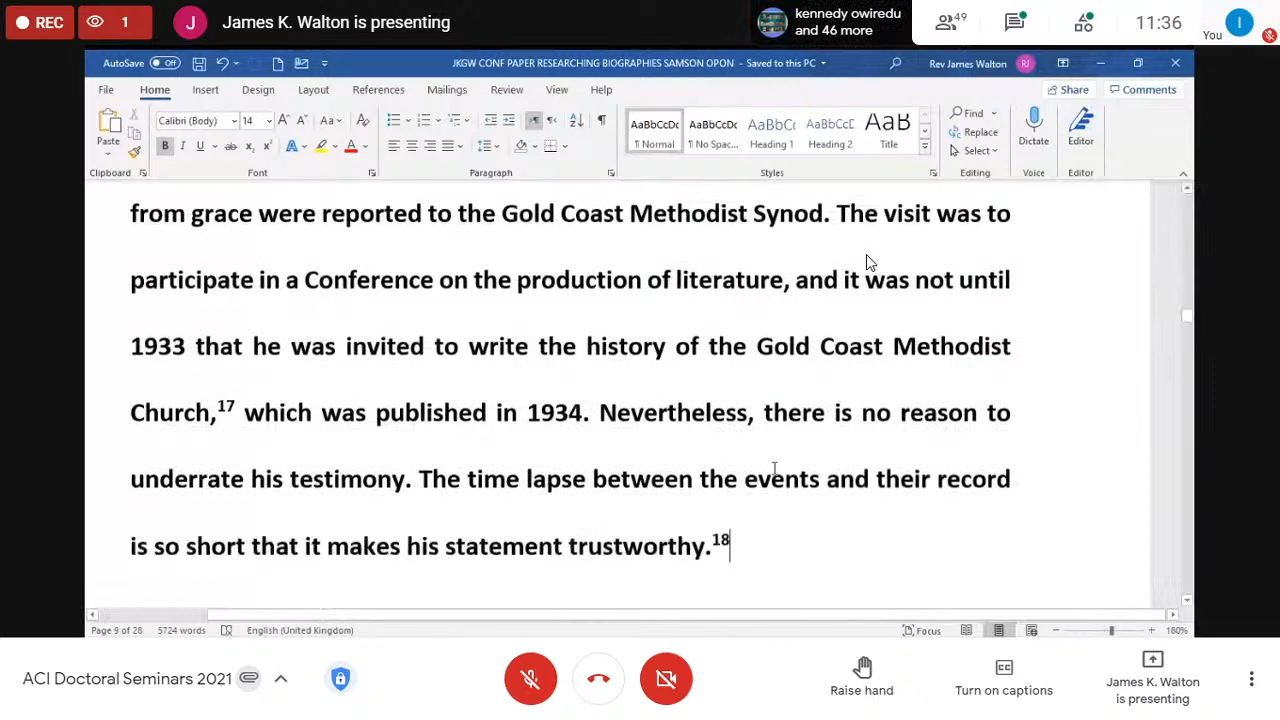 REC
1
J
James K. Walton is presenting
kennedy owiredu
and 46 more
49
11:36
You
I
AutoSave Off
JKGW CONF PAPER RESEARCHING BIOGRAPHIES SAMSON OPON - Saved to this PC
Rev James Walton RJ
File Home Insert Draw Design Layout References Mailings Review View Help
Share Comments
Paste
Clipboard
Calibri (Body) 14 A A Aa A
B I U ab x₂ x² A A
Font
Paragraph
AaBbCcDc AaBbCcDc AaBbCc AaBbCcD AaB
¶ Normal ¶ No Spac... Heading 1 Heading 2 Title
Styles
Find
Replace
Select
Editing
Dictate
Voice
Editor
Editor
from grace were reported to the Gold Coast Methodist Synod. The visit was to
participate in a Conference on the production of literature, and it was not until
1933 that he was invited to write the history of the Gold Coast Methodist
Church,17 which was published in 1934. Nevertheless, there is no reason to
underrate his testimony. The time lapse between the events and their record
is so short that it makes his statement trustworthy.18
Page 9 of 28 5724 words English (United Kingdom) Focus 180%
ACI Doctoral Seminars 2021
Raise hand
Turn on captions
James K. Walton
is presenting